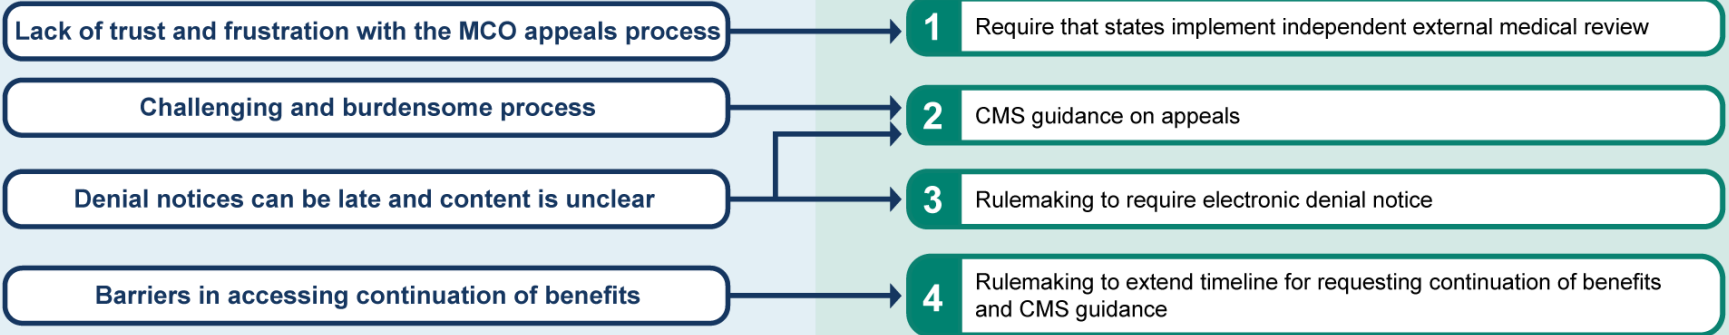 Lack of trust and frustration with the MCO appeals process
1
Require that states implement independent external medical review
Challenging and burdensome process
2
CMS guidance on appeals
Denial notices can be late and content is unclear
3
Rulemaking to require electronic denial notice
Barriers in accessing continuation of benefits
4
Rulemaking to extend timeline for requesting continuation of benefits
and CMS guidance